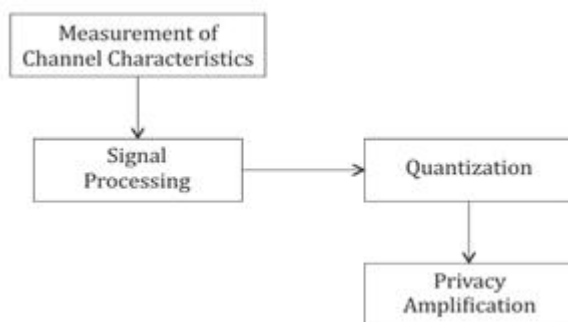 Measurement of
Channel Characteristics
Signal
Processing
Quantization
Privacy
Amplification